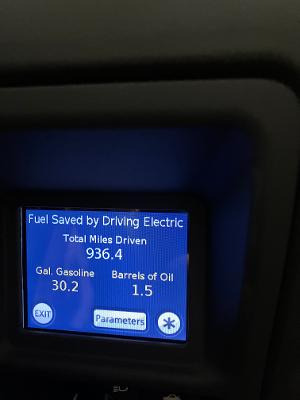 Fuel Saved by Driving Electric
Total Miles Driven
936.4
Gal. Gasoline Barrels of Oil
30.2 1.5
EXIT Parameters *